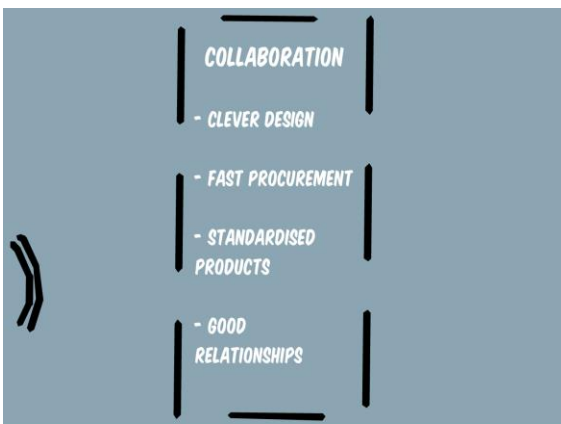 COLLABORATION
- CLEVER DESIGN
- FAST PROCUREMENT
- STANDARDISED
PRODUCTS
- GOOD
RELATIONSHIPS